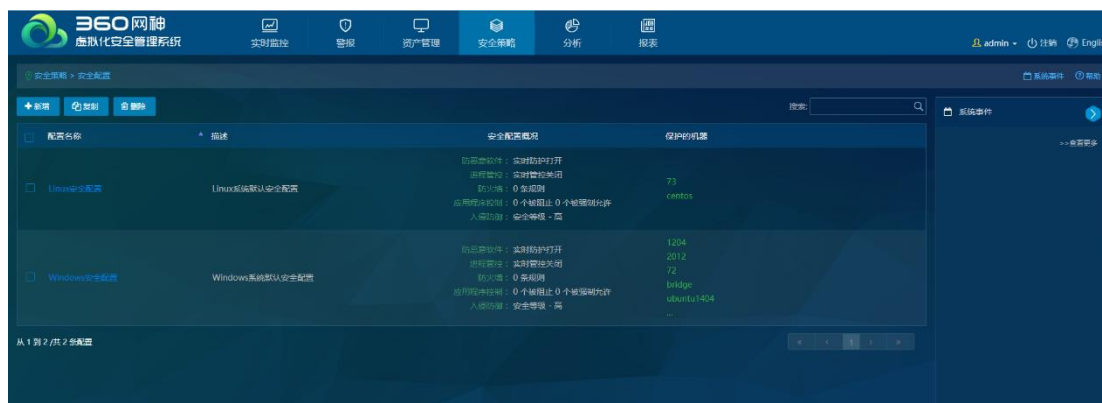 360网神
虚拟化安全管理系统
实时监控
警报
资产管理
安全策略
分析
报表
admin
注销
Engli
安全策略 > 安全配置
系统事件
帮助
新增
复制
删除
搜索:
系统事件
>>查看更多
配置名称
描述
安全配置概况
保护的机器
Linux安全配置
Linux系统默认安全配置
防恶意软件：实时防护打开
进程管控：实时管控关闭
防火墙：0 条规则
应用程序控制：0 个被阻止 0 个被强制允许
入侵防御：安全等级 - 高
73
centos
Windows安全配置
Windows系统默认安全配置
防恶意软件：实时防护打开
进程管控：实时管控关闭
防火墙：0 条规则
应用程序控制：0 个被阻止 0 个被强制允许
入侵防御：安全等级 - 高
1204
2012
72
bridge
ubuntu1404
...
从 1 到 2 /共 2 条配置
« ‹ 1 › »